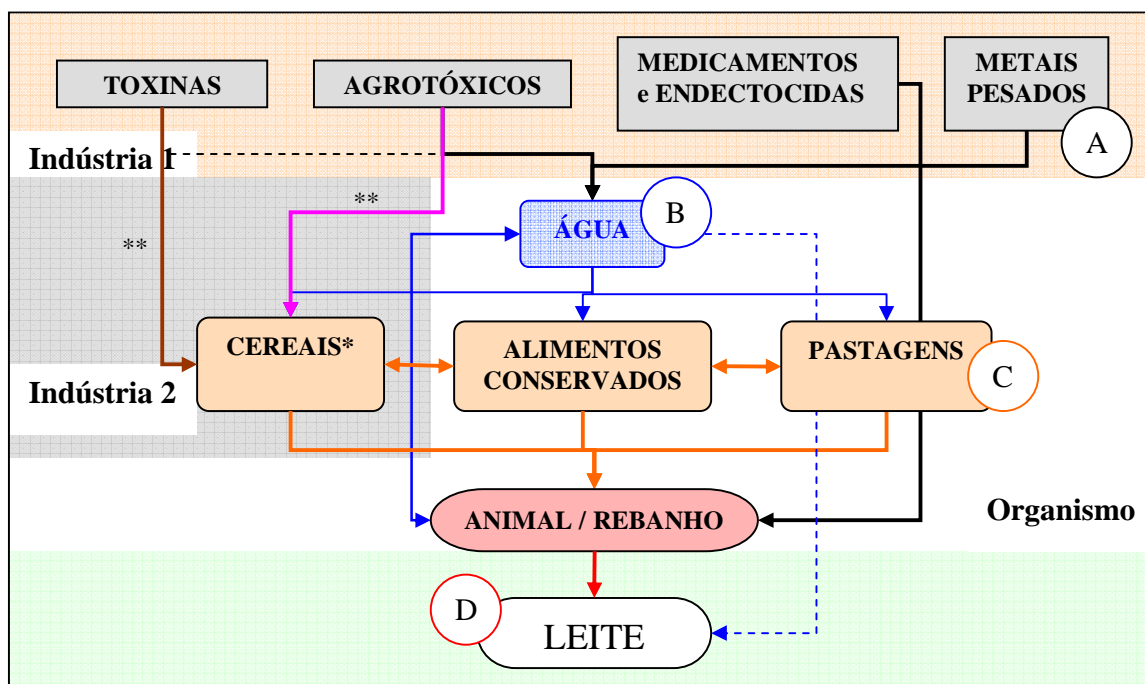 TOXINAS
AGROTÓXICOS
MEDICAMENTOS
e ENDECTOCIDAS
METAIS
PESADOS
A
Indústria 1
**
**
ÁGUA
B
CEREAIS*
ALIMENTOS
CONSERVADOS
PASTAGENS
C
Indústria 2
ANIMAL / REBANHO
Organismo
D
LEITE